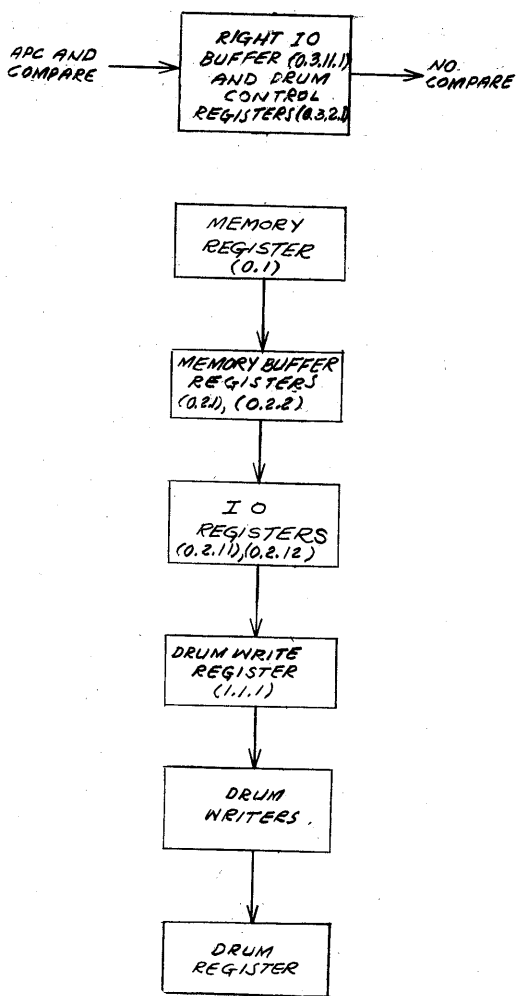 APC AND
COMPARE
RIGHT IO
BUFFER (0.3.11.1)
AND DRUM
CONTROL
REGISTERS (0.3.2.1)
NO.
COMPARE
MEMORY
REGISTER
(0.1)
MEMORY BUFFER
REGISTERS
(0.2.1), (0.2.2)
I O
REGISTERS
(0.2.11), (0.2.12)
DRUM WRITE
REGISTER
(1.1.1)
DRUM
WRITERS.
DRUM
REGISTER